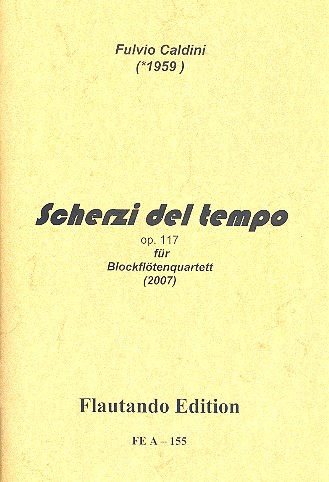 Fulvio Caldini
(*1959 )
Scherzi del tempo
op. 117
für
Blockflötenquartett
(2007)
Flautando Edition
FE A – 155